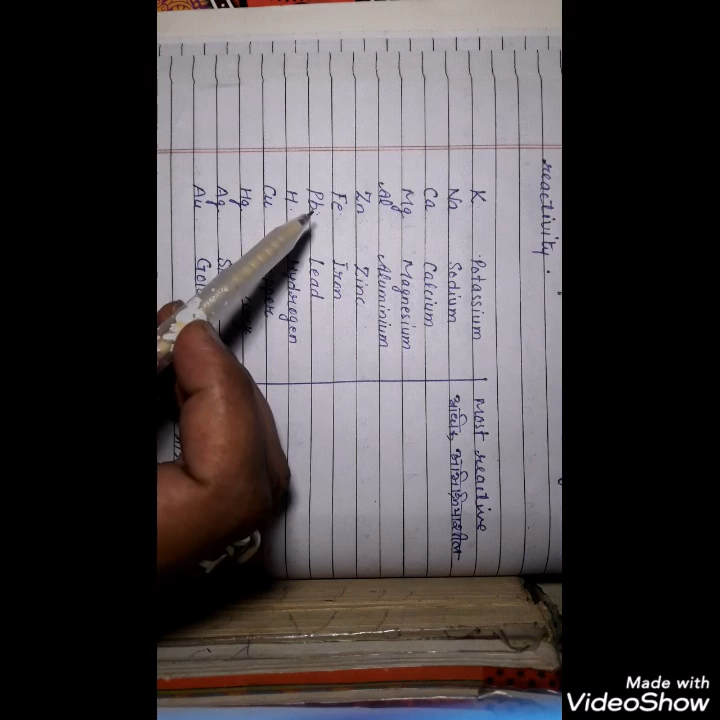 reactivity.
K Potassium Most reactive
Na Sodium
Ca Calcium
Mg Magnesium
Al Aluminium
Zn Zinc
Fe Iron
Pb Lead
H Hydrogen
Cu
Hg
Ag
Au
Made with
VideoShow